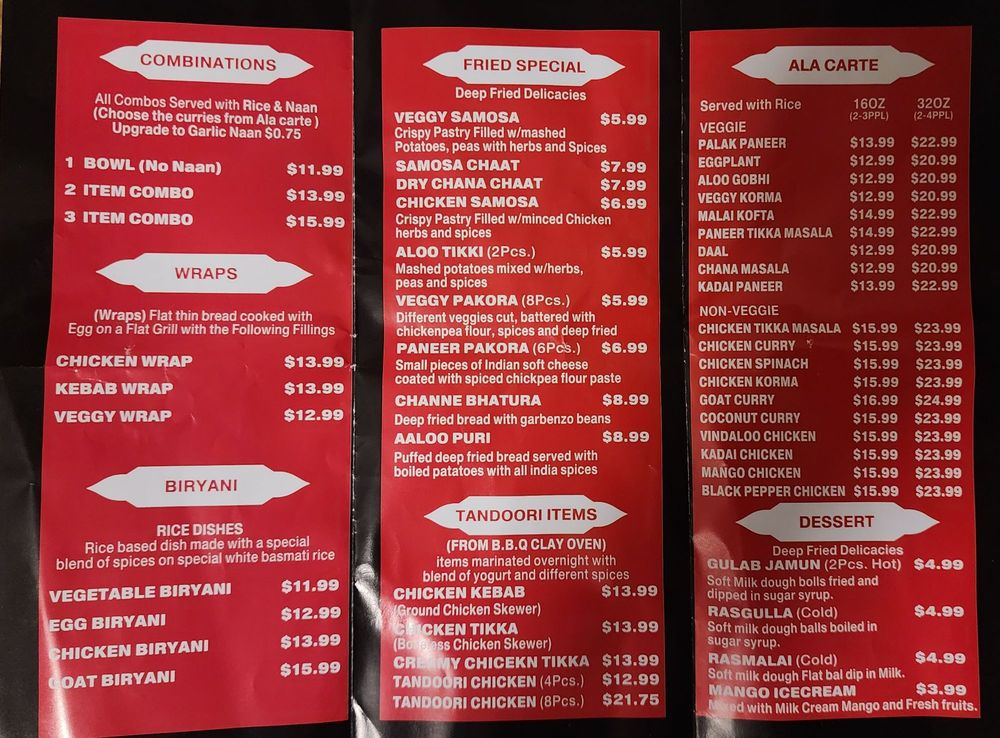 COMBINATIONS
All Combos Served with Rice & Naan
(Choose the curries from Ala carte )
Upgrade to Garlic Naan $0.75
1 BOWL (No Naan) $11.99
2 ITEM COMBO $13.99
3 ITEM COMBO $15.99
WRAPS
(Wraps) Flat thin bread cooked with
Egg on a Flat Grill with the Following Fillings
CHICKEN WRAP $13.99
KEBAB WRAP $13.99
VEGGY WRAP $12.99
BIRYANI
RICE DISHES
Rice based dish made with a special
blend of spices on special white basmati rice
VEGETABLE BIRYANI $11.99
EGG BIRYANI $12.99
CHICKEN BIRYANI $13.99
GOAT BIRYANI $15.99
FRIED SPECIAL
Deep Fried Delicacies
VEGGY SAMOSA $5.99
Crispy Pastry Filled w/mashed
Potatoes, peas with herbs and Spices
SAMOSA CHAAT $7.99
DRY CHANA CHAAT $7.99
CHICKEN SAMOSA $6.99
Crispy Pastry Filled w/minced Chicken
herbs and spices
ALOO TIKKI (2Pcs.) $5.99
Mashed potatoes mixed w/herbs,
peas and spices
VEGGY PAKORA (8Pcs.) $5.99
Different veggies cut, battered with
chickenpea flour, spices and deep fried
PANEER PAKORA (6Pcs.) $6.99
Small pieces of Indian soft cheese
coated with spiced chickpea flour paste
CHANNE BHATURA $8.99
Deep fried bread with garbenzo beans
AALOO PURI $8.99
Puffed deep fried bread served with
boiled patatoes with all india spices
TANDOORI ITEMS
(FROM B.B.Q CLAY OVEN)
items marinated overnight with
blend of yogurt and different spices
CHICKEN KEBAB $13.99
(Ground Chicken Skewer)
CHICKEN TIKKA $13.99
(Boneless Chicken Skewer)
CREAMY CHICEKN TIKKA $13.99
TANDOORI CHICKEN (4Pcs.) $12.99
TANDOORI CHICKEN (8Pcs.) $21.75
ALA CARTE
Served with Rice 16OZ 32OZ
(2-3PPL) (2-4PPL)
VEGGIE
PALAK PANEER $13.99 $22.99
EGGPLANT $12.99 $20.99
ALOO GOBHI $12.99 $20.99
VEGGY KORMA $12.99 $20.99
MALAI KOFTA $14.99 $22.99
PANEER TIKKA MASALA $14.99 $22.99
DAAL $12.99 $20.99
CHANA MASALA $12.99 $20.99
KADAI PANEER $13.99 $22.99
NON-VEGGIE
CHICKEN TIKKA MASALA $15.99 $23.99
CHICKEN CURRY $15.99 $23.99
CHICKEN SPINACH $15.99 $23.99
CHICKEN KORMA $15.99 $23.99
GOAT CURRY $16.99 $24.99
COCONUT CURRY $15.99 $23.99
VINDALOO CHICKEN $15.99 $23.99
KADAI CHICKEN $15.99 $23.99
MANGO CHICKEN $15.99 $23.99
BLACK PEPPER CHICKEN $15.99 $23.99
DESSERT
Deep Fried Delicacies
GULAB JAMUN (2Pcs. Hot) $4.99
Soft Milk dough bolls fried and
dipped in sugar syrup.
RASGULLA (Cold) $4.99
Soft milk dough balls boiled in
sugar syrup.
RASMALAI (Cold) $4.99
Soft milk dough Flat bal dip in Milk.
MANGO ICECREAM $3.99
Mixed with Milk Cream Mango and Fresh fruits.